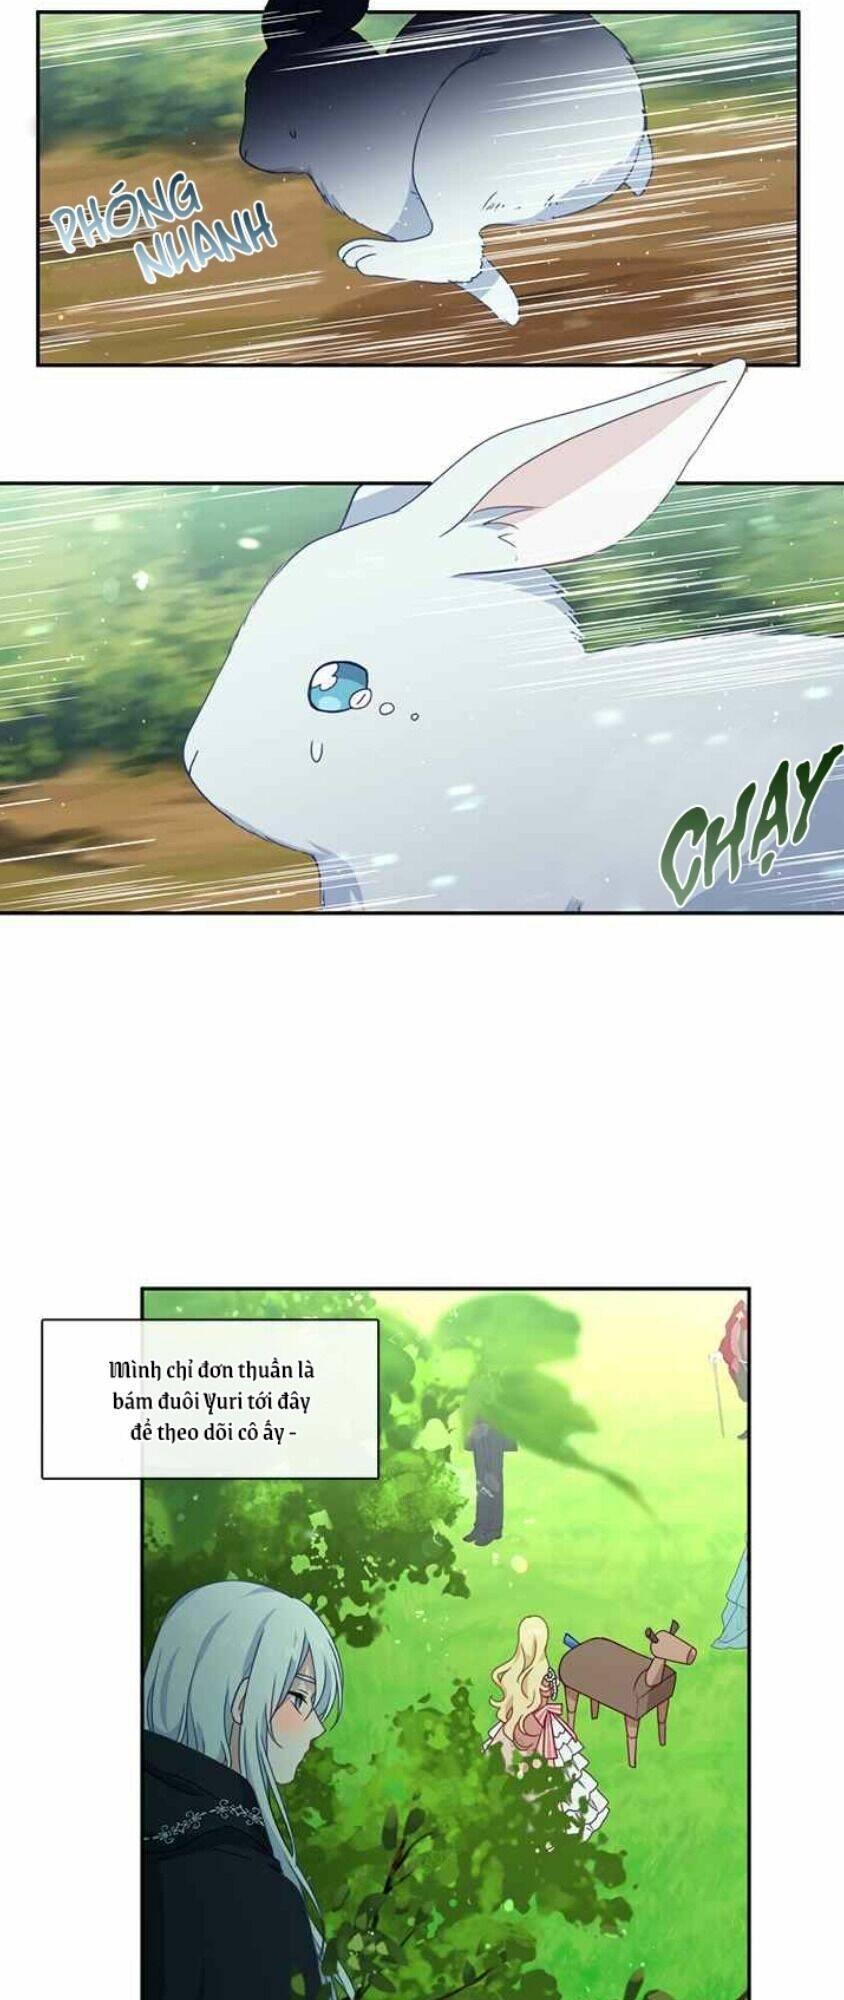 PHÓNG
NHANH
CHẠY
Mình chỉ đơn thuần là
bám đuôi Yuri tới đây
để theo dõi cô ấy -